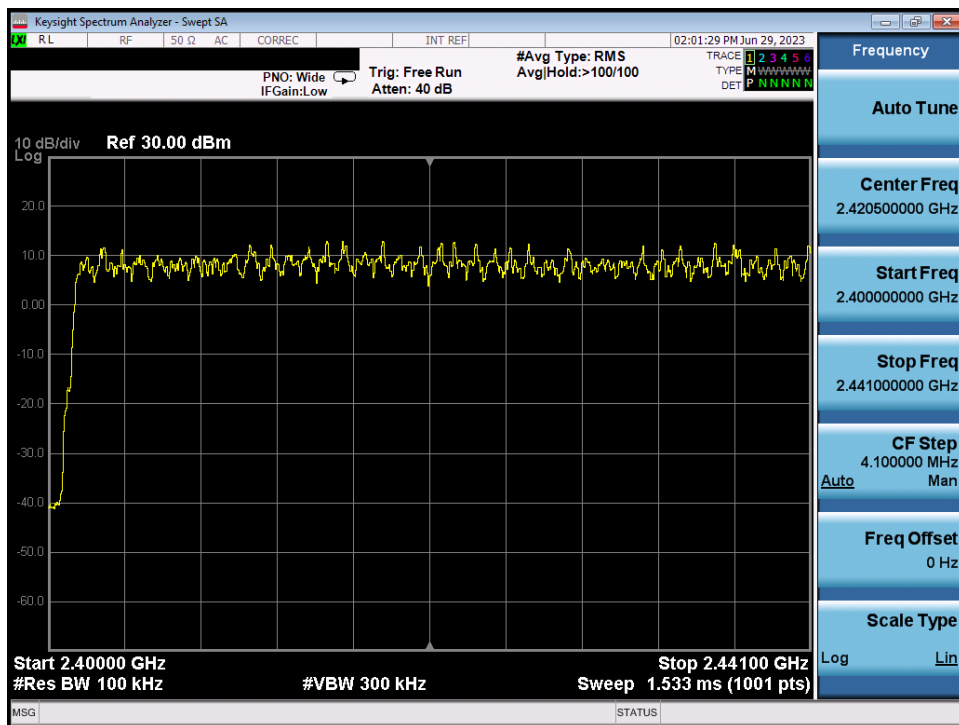 Keysight Spectrum Analyzer - Swept SA
LXI RL RF 50 Ω AC CORREC INT REF 02:01:29 PM Jun 29, 2023
PNO: Wide
IFGain:Low
Trig: Free Run
Atten: 40 dB
#Avg Type: RMS
Avg|Hold:>100/100
TRACE 1 2 3 4 5 6
TYPE M W W W W W
DET P N N N N N
10 dB/div
Log
Ref 30.00 dBm
20.0
10.0
0.00
-10.0
-20.0
-30.0
-40.0
-50.0
-60.0
Start 2.40000 GHz
Stop 2.44100 GHz
#Res BW 100 kHz
#VBW 300 kHz
Sweep 1.533 ms (1001 pts)
MSG
STATUS
Frequency
Auto Tune
Center Freq
2.420500000 GHz
Start Freq
2.400000000 GHz
Stop Freq
2.441000000 GHz
CF Step
4.100000 MHz
Auto Man
Freq Offset
0 Hz
Scale Type
Log Lin